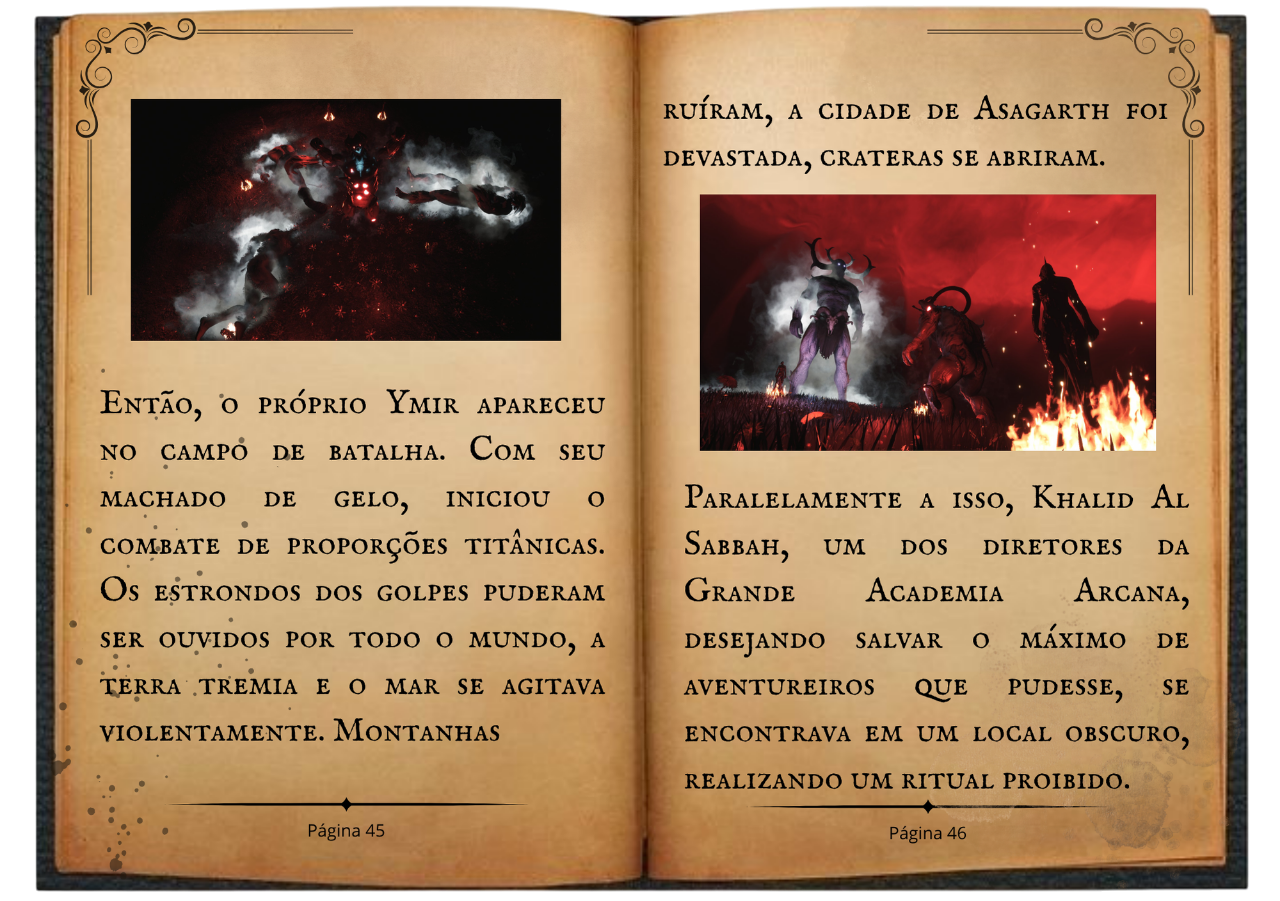 Então, o próprio Ymir apareceu
no campo de batalha. Com seu
machado de gelo, iniciou o
combate de proporções titânicas.
Os estrondos dos golpes puderam
ser ouvidos por todo o mundo, a
terra tremia e o mar se agitava
violentamente. Montanhas
Página 45
ruíram, a cidade de Asagarth foi
devastada, crateras se abriram.
Paralelamente a isso, Khalid Al
Sabbah, um dos diretores da
Grande Academia Arcana,
desejando salvar o máximo de
aventureiros que pudesse, se
encontrava em um local obscuro,
realizando um ritual proibido.
Página 46